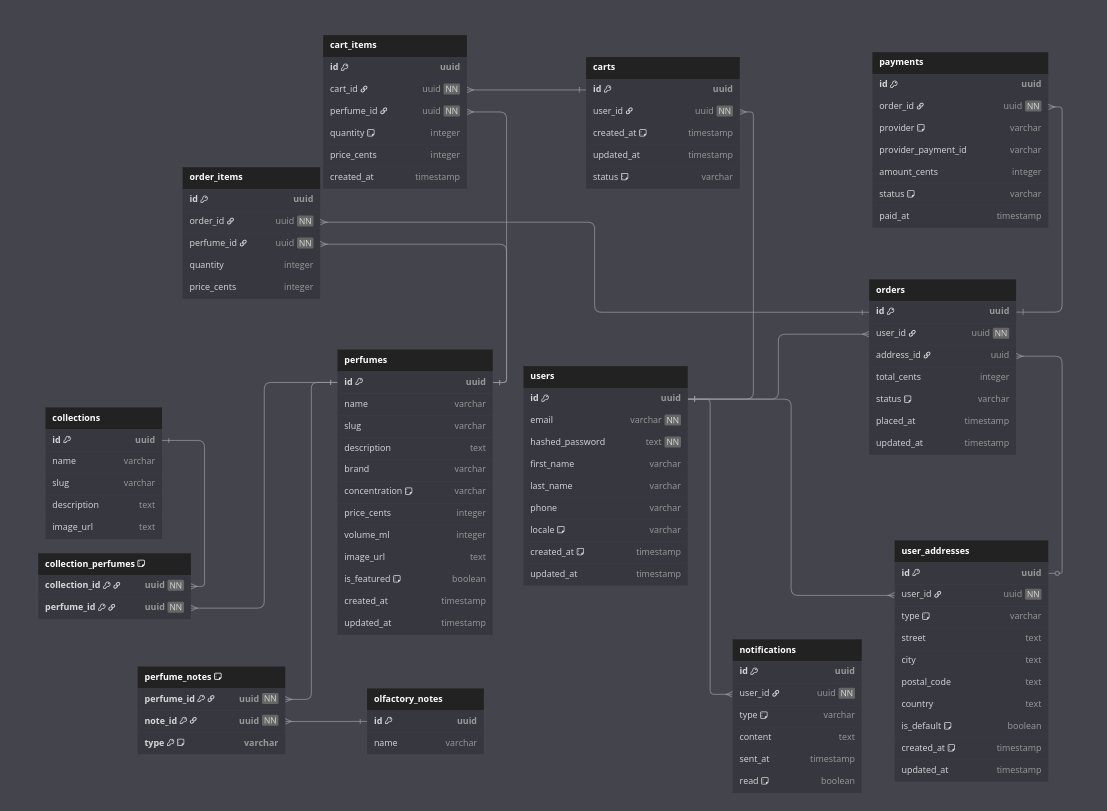 cart_items
id uuid
cart_id uuid NN
perfume_id uuid NN
quantity integer
price_cents integer
created_at timestamp
carts
id uuid
user_id uuid NN
created_at timestamp
updated_at timestamp
status varchar
payments
id uuid
order_id uuid NN
provider varchar
provider_payment_id varchar
amount_cents integer
status varchar
paid_at timestamp
order_items
id uuid
order_id uuid NN
perfume_id uuid NN
quantity integer
price_cents integer
orders
id uuid
user_id uuid NN
address_id uuid
total_cents integer
status varchar
placed_at timestamp
updated_at timestamp
perfumes
id uuid
name varchar
slug varchar
description text
brand varchar
concentration varchar
price_cents integer
volume_ml integer
image_url text
is_featured boolean
created_at timestamp
updated_at timestamp
users
id uuid
email varchar NN
hashed_password text NN
first_name varchar
last_name varchar
phone varchar
locale varchar
created_at timestamp
updated_at timestamp
collections
id uuid
name varchar
slug varchar
description text
image_url text
collection_perfumes
collection_id uuid NN
perfume_id uuid NN
user_addresses
id uuid
user_id uuid NN
type varchar
street text
city text
postal_code text
country text
is_default boolean
created_at timestamp
updated_at timestamp
notifications
id uuid
user_id uuid NN
type varchar
content text
sent_at timestamp
read boolean
perfume_notes
perfume_id uuid NN
note_id uuid NN
type varchar
olfactory_notes
id uuid
name varchar